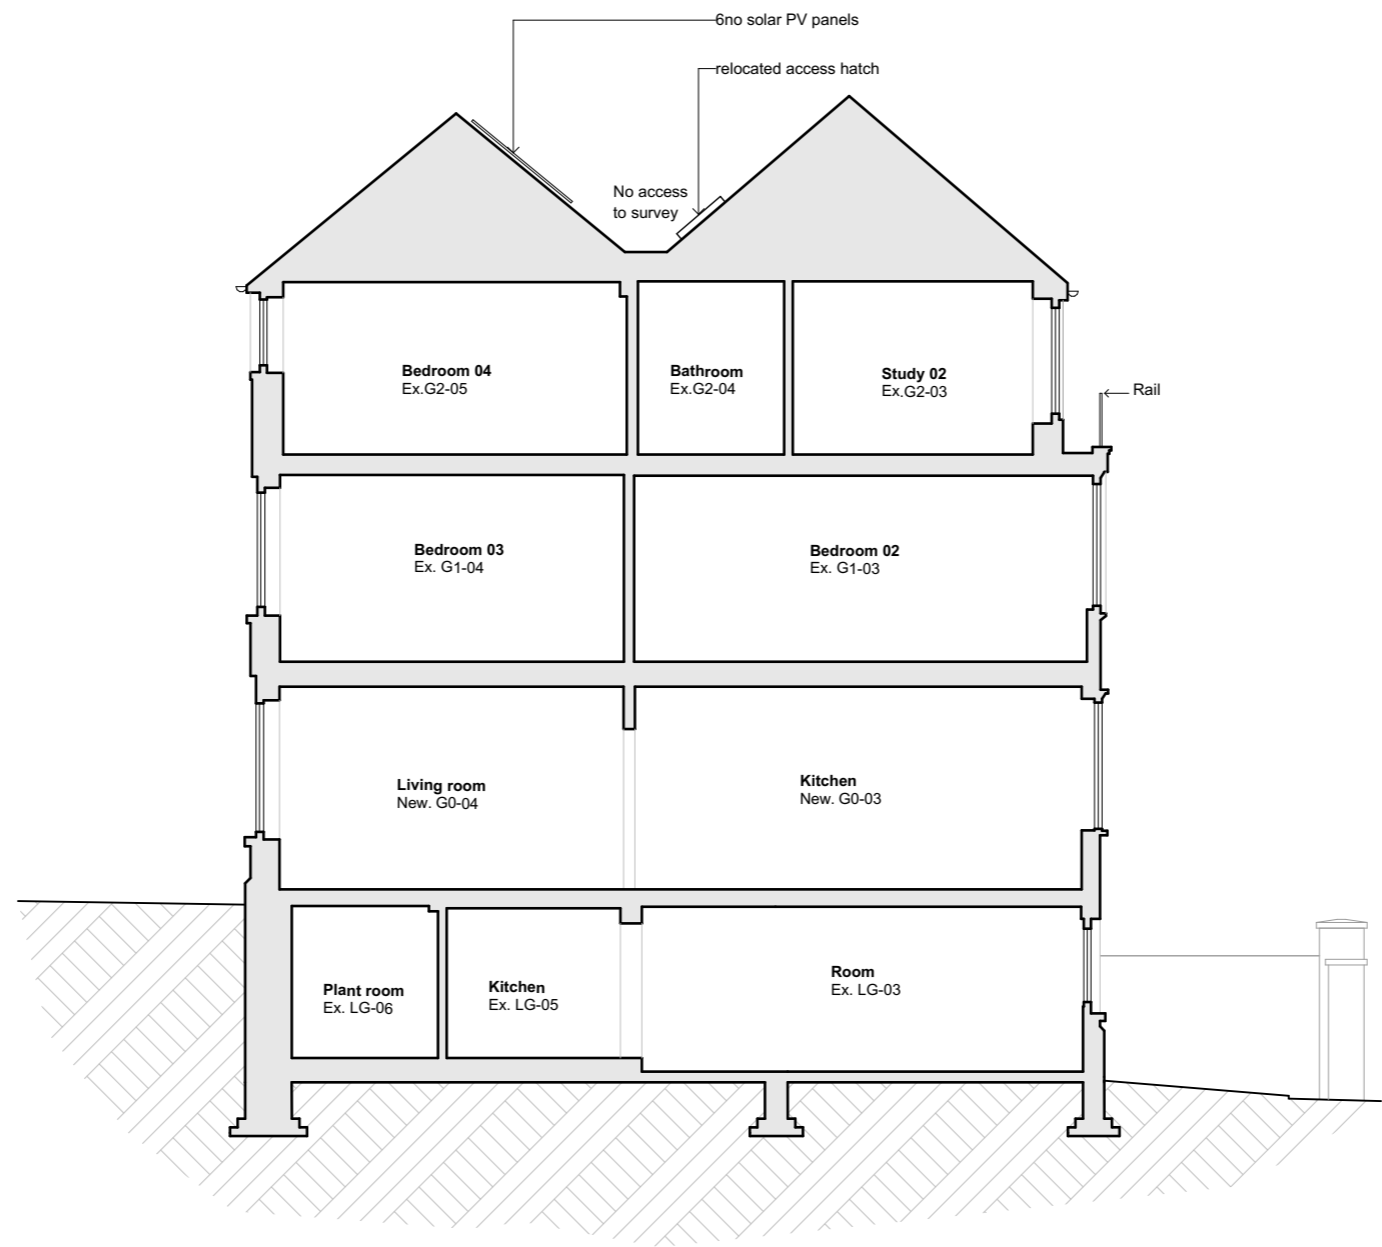 6no solar PV panels
relocated access hatch
No access
to survey
Bedroom 04
Ex.G2-05
Bathroom
Ex.G2-04
Study 02
Ex.G2-03
Rail
Bedroom 03
Ex. G1-04
Bedroom 02
Ex. G1-03
Living room
New. G0-04
Kitchen
New. G0-03
Plant room
Ex. LG-06
Kitchen
Ex. LG-05
Room
Ex. LG-03